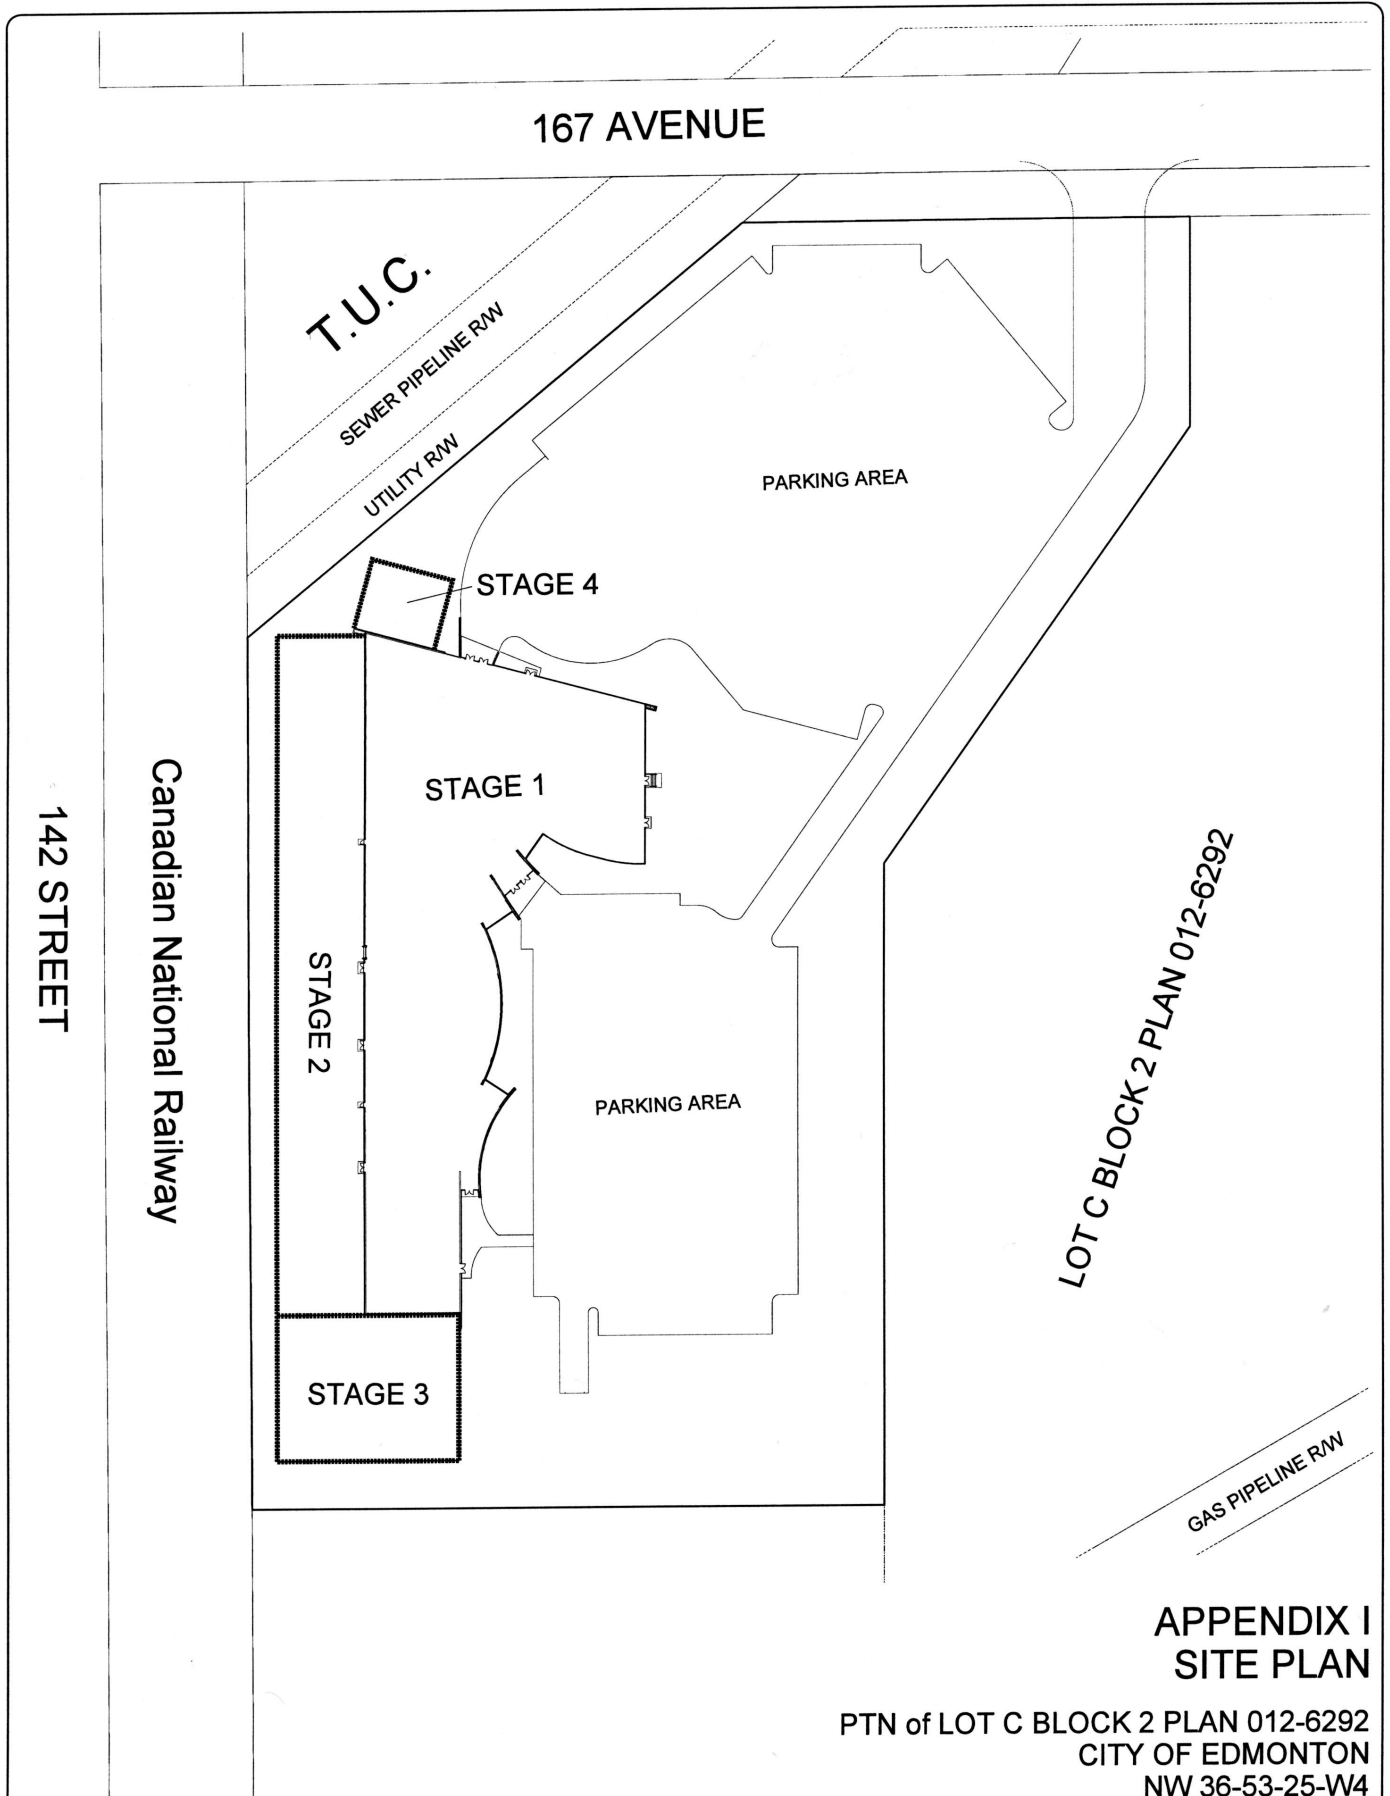 167 AVENUE
T.U.C.
SEWER PIPELINE R/W
UTILITY R/W
PARKING AREA
STAGE 4
STAGE 1
142 STREET
Canadian National Railway
STAGE 2
PARKING AREA
LOT C BLOCK 2 PLAN 012-6292
STAGE 3
GAS PIPELINE R/W
APPENDIX I
SITE PLAN
PTN of LOT C BLOCK 2 PLAN 012-6292
CITY OF EDMONTON
NW 36-53-25-W4